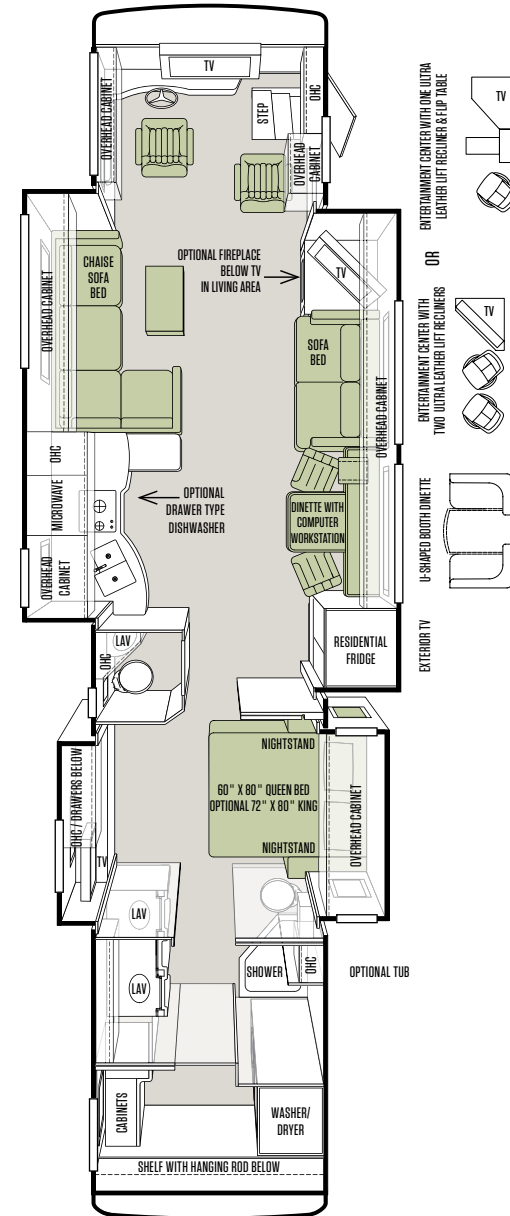 TV
OVERHEAD CABINET
STEP
OHC
OVERHEAD
CABINET
ENTERTAINMENT CENTER WITH ONE ULTRA
LEATHER LIFT RECLINER & FLIP TABLE
TV
OR
OPTIONAL FIREPLACE
BELOW TV
IN LIVING AREA
TV
CHAISE
SOFA
BED
OVERHEAD CABINET
SOFA
BED
OVERHEAD CABINET
ENTERTAINMENT CENTER WITH
TWO ULTRA LEATHER LIFT RECLINERS
TV
OHC
MICROWAVE
OVERHEAD
CABINET
OPTIONAL
DRAWER TYPE
DISHWASHER
DINETTE WITH
COMPUTER
WORKSTATION
U-SHAPED BOOTH DINETTE
LAV
OHC
RESIDENTIAL
FRIDGE
EXTERIOR TV
OHC / DRAWERS BELOW
TV
NIGHTSTAND
60" X 80" QUEEN BED
OPTIONAL 72" X 80" KING
NIGHTSTAND
OVERHEAD CABINET
LAV
LAV
SHOWER
OHC
OPTIONAL TUB
CABINETS
WASHER/
DRYER
SHELF WITH HANGING ROD BELOW